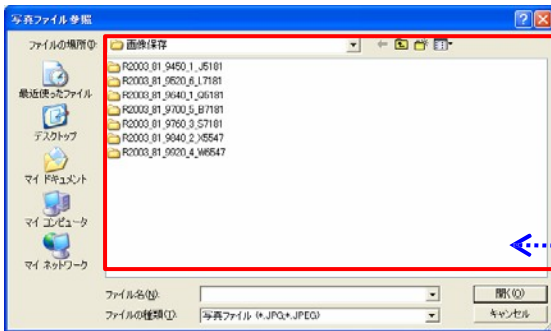 写真ファイル参照
ファイルの場所(I):
画像保存
最近使ったファイル
デスクトップ
マイ ドキュメント
マイ コンピュータ
マイ ネットワーク
R2003_81_9450_1_J5181
R2003_81_9520_6_L7181
R2003_81_9640_1_Q5181
R2003_81_9700_5_B7181
R2003_81_9760_3_S7181
R2003_81_9840_2_X5547
R2003_81_9920_4_W6547
ファイル名(N):
開く(O)
ファイルの種類(T):
写真ファイル (*.JPG;*.JPEG)
キャンセル